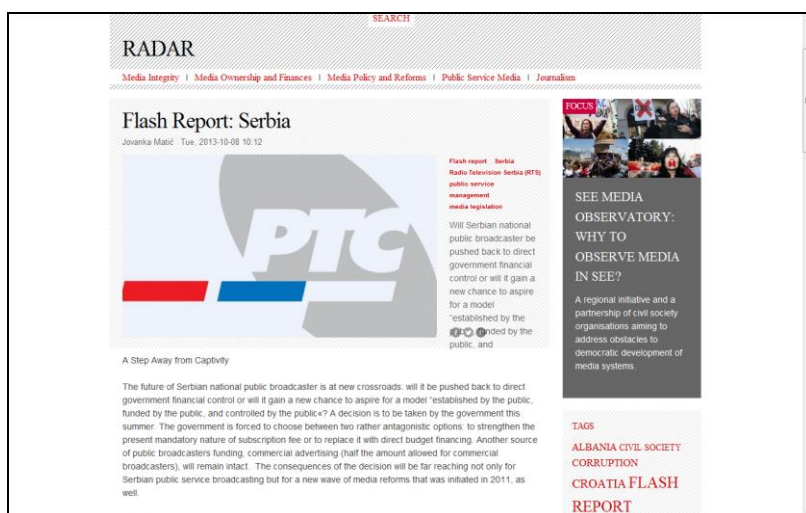 SEARCH
RADAR
Media Integrity | Media Ownership and Finances | Media Policy and Reforms | Public Service Media | Journalism
Flash Report: Serbia
Jovanka Matić Tue, 2013-10-08 10:12
РТС
Flash report Serbia
Radio Television Serbia (RTS)
public service
management
media legislation
Will Serbian national
public broadcaster be
pushed back to direct
government financial
control or will it gain a
new chance to aspire
for a model
"established by the
funded by the
public, and
A Step Away from Captivity
The future of Serbian national public broadcaster is at new crossroads: will it be pushed back to direct
government financial control or will it gain a new chance to aspire for a model "established by the public,
funded by the public, and controlled by the public«? A decision is to be taken by the government this
summer. The government is forced to choose between two rather antagonistic options: to strengthen the
present mandatory nature of subscription fee or to replace it with direct budget financing. Another source
of public broadcasters funding, commercial advertising (half the amount allowed for commercial
broadcasters), will remain intact. The consequences of the decision will be far reaching not only for
Serbian public service broadcasting but for a new wave of media reforms that was initiated in 2011, as
well.
FOCUS
SEE MEDIA
OBSERVATORY:
WHY TO
OBSERVE MEDIA
IN SEE?
A regional initiative and a
partnership of civil society
organisations aiming to
address obstacles to
democratic development of
media systems.
TAGS
ALBANIA CIVIL SOCIETY
CORRUPTION
CROATIA FLASH
REPORT